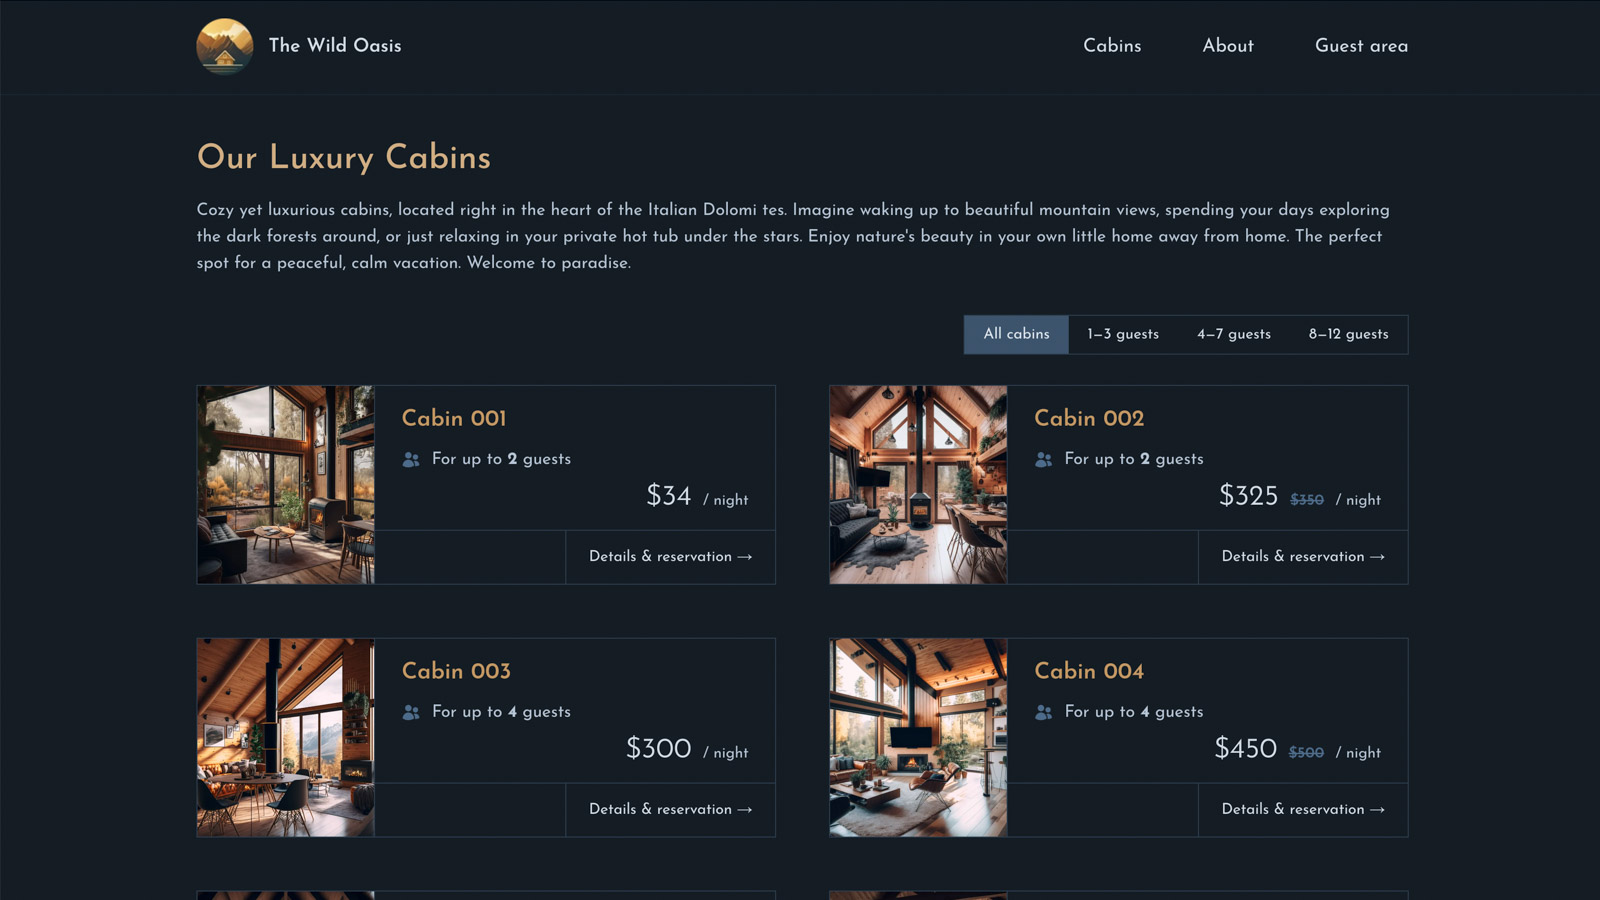 The Wild Oasis
Cabins
About
Guest area
Our Luxury Cabins
Cozy yet luxurious cabins, located right in the heart of the Italian Dolomi tes. Imagine waking up to beautiful mountain views, spending your days exploring
the dark forests around, or just relaxing in your private hot tub under the stars. Enjoy nature's beauty in your own little home away from home. The perfect
spot for a peaceful, calm vacation. Welcome to paradise.
All cabins
1—3 guests
4—7 guests
8—12 guests
Cabin 001
For up to 2 guests
$34 / night
Details & reservation →
Cabin 002
For up to 2 guests
$325 $350 / night
Details & reservation →
Cabin 003
For up to 4 guests
$300 / night
Details & reservation →
Cabin 004
For up to 4 guests
$450 $500 / night
Details & reservation →